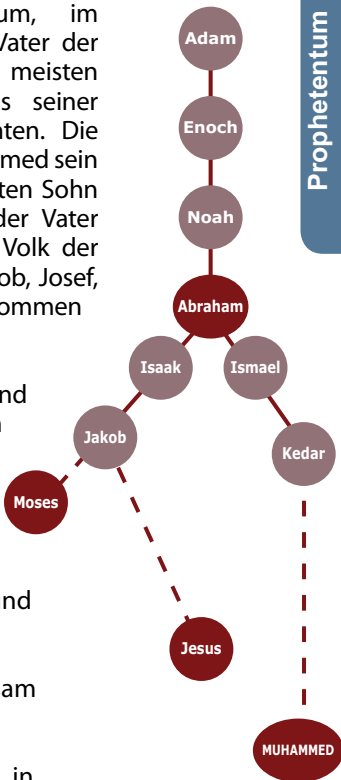 um, im
Vater der
meisten
s seiner
nten. Die
med sein
ten Sohn
der Vater
Volk der
ob, Josef,
ommen
nd
nd
am
in
Prophetentum
Adam
Enoch
Noah
Abraham
Isaak
Ismael
Jakob
Kedar
Moses
Jesus
MUHAMMED